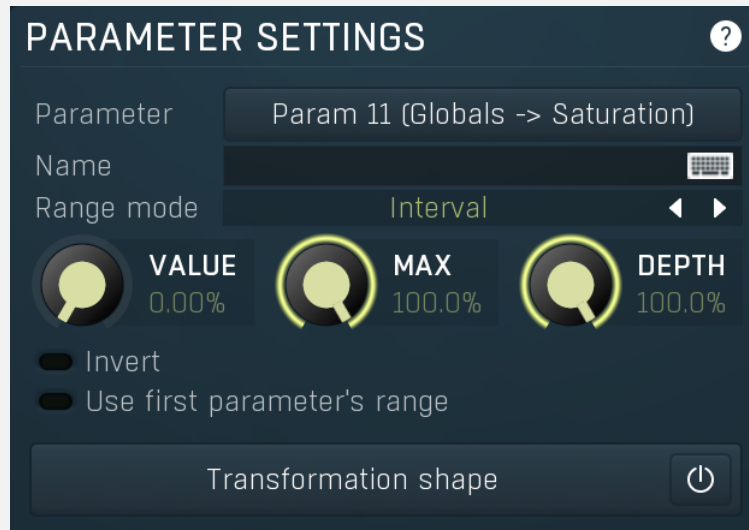 PARAMETER SETTINGS ?
Parameter Param 11 (Globals -> Saturation)
Name
Range mode Interval
VALUE MAX DEPTH
0.00% 100.0% 100.0%
Invert
Use first parameter's range
Transformation shape